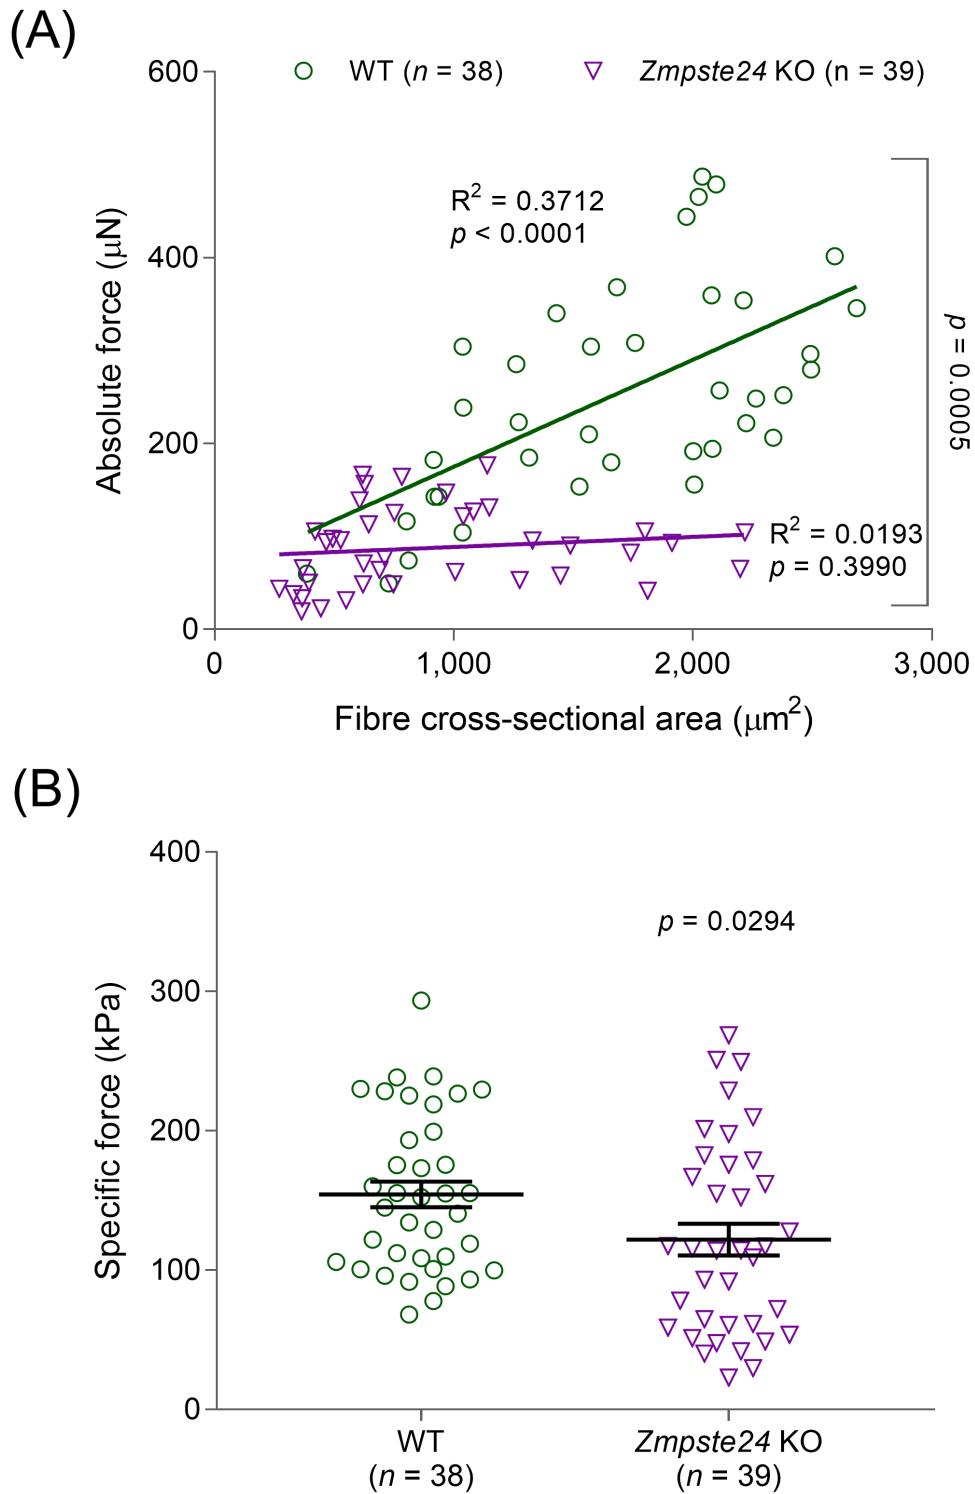 (A)
WT (n = 38)
Zmpste24 KO (n = 39)
600
400
200
0
Absolute force (μN)
R² = 0.3712
p < 0.0001
p = 0.0005
R² = 0.0193
p = 0.3990
0
1,000
2,000
3,000
Fibre cross-sectional area (μm²)
(B)
400
300
200
100
0
Specific force (kPa)
p = 0.0294
WT
(n = 38)
Zmpste24 KO
(n = 39)